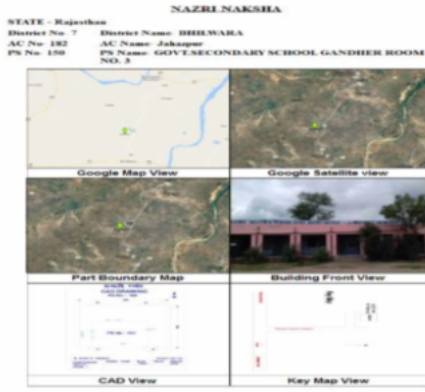 NAZRI NAKSHA
STATE - Rajasthan
District No- 7 District Name- BHILWARA
AC No- 182 AC Name- Jahazpur
PS No- 150 PS Name- GOVT.SECONDARY SCHOOL GANDHER ROOM
NO. 3
Google Map View Google Satellite view
Part Boundary Map Building Front View
CAD View Key Map View